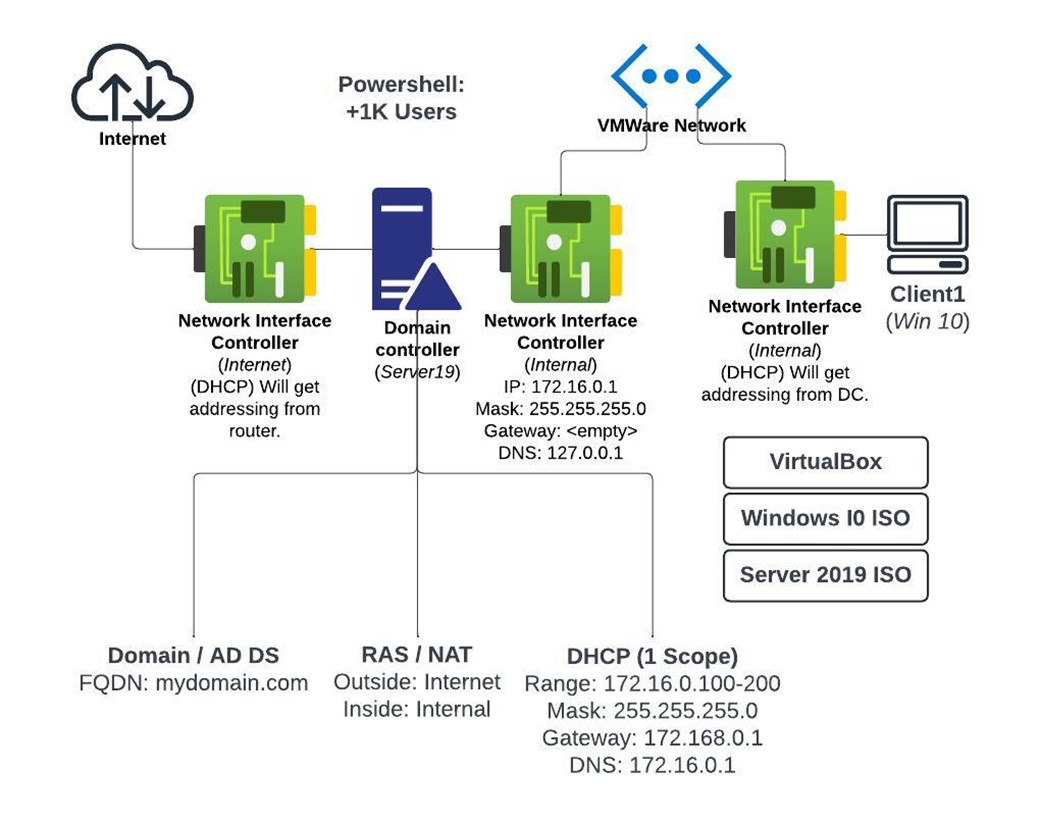 Internet
Powershell:
+1K Users
VMWare Network
Network Interface
Controller
(Internet)
(DHCP) Will get
addressing from
router.
Domain
controller
(Server19)
Network Interface
Controller
(Internal)
IP: 172.16.0.1
Mask: 255.255.255.0
Gateway: <empty>
DNS: 127.0.0.1
Network Interface
Controller
(Internal)
(DHCP) Will get
addressing from DC.
Client1
(Win 10)
VirtualBox
Windows I0 ISO
Server 2019 ISO
Domain / AD DS
FQDN: mydomain.com
RAS / NAT
Outside: Internet
Inside: Internal
DHCP (1 Scope)
Range: 172.16.0.100-200
Mask: 255.255.255.0
Gateway: 172.168.0.1
DNS: 172.16.0.1